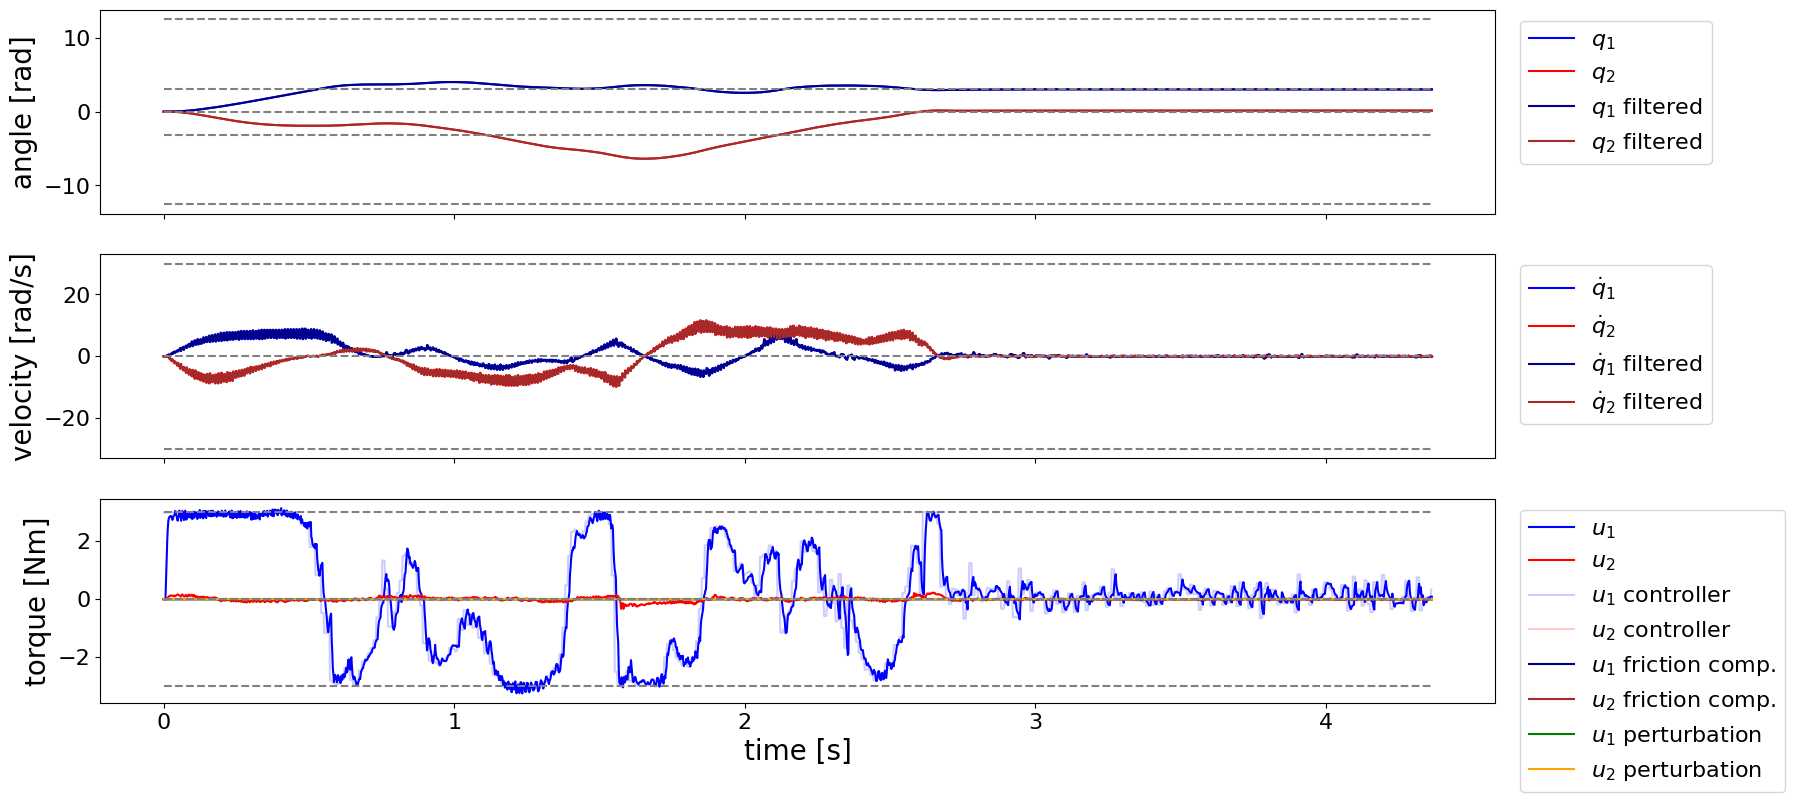 angle [rad]
10
0
−10
q₁
q₂
q₁ filtered
q₂ filtered
velocity [rad/s]
20
0
−20
q̇₁
q̇₂
q̇₁ filtered
q̇₂ filtered
torque [Nm]
2
0
−2
0 1 2 3 4
time [s]
u₁
u₂
u₁ controller
u₂ controller
u₁ friction comp.
u₂ friction comp.
u₁ perturbation
u₂ perturbation